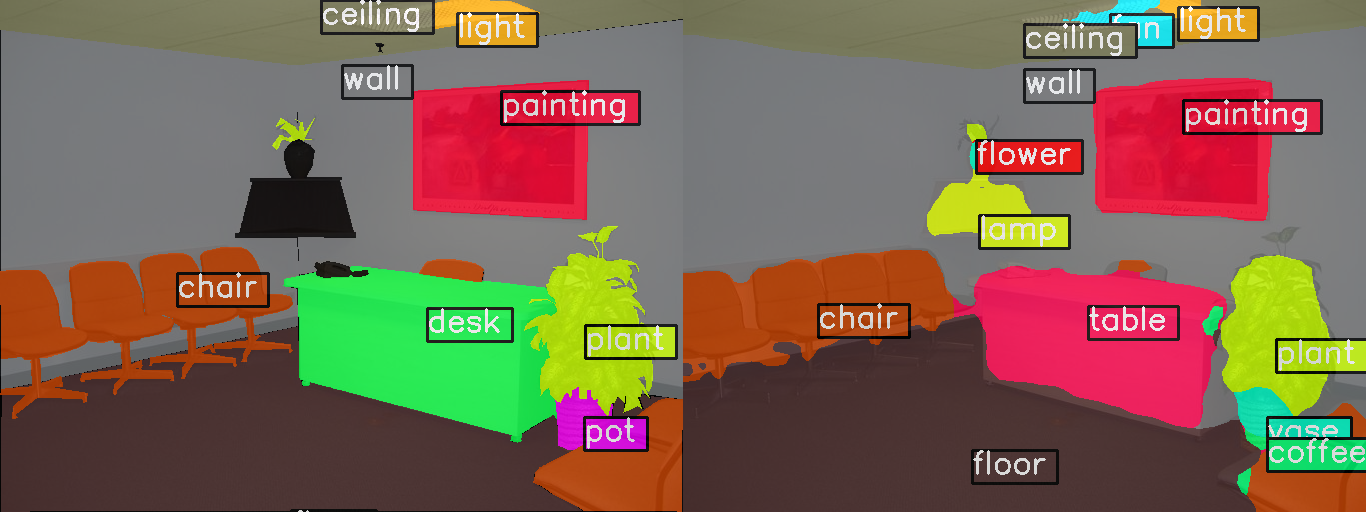 ceiling
light
wall
painting
chair
desk
plant
pot
light
ceiling
wall
painting
flower
lamp
chair
table
plant
vase
coffee
floor